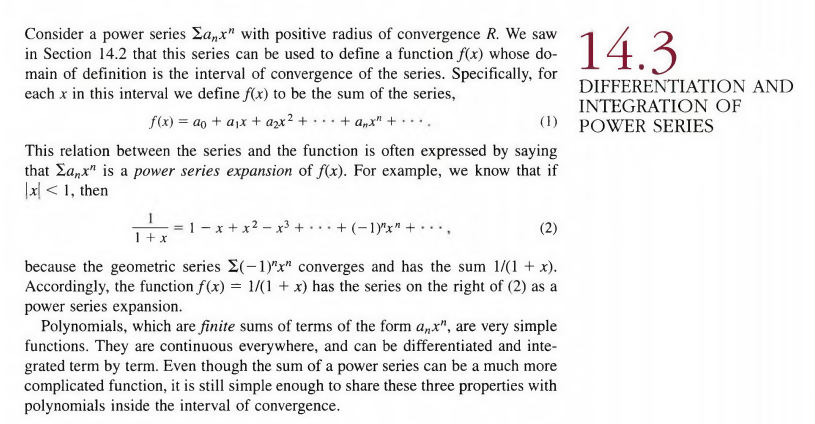 Consider a power series Σaₙxⁿ with positive radius of convergence R. We saw
in Section 14.2 that this series can be used to define a function f(x) whose do-
main of definition is the interval of convergence of the series. Specifically, for
each x in this interval we define f(x) to be the sum of the series,
f(x) = a₀ + a₁x + a₂x² + · · · + aₙxⁿ + · · · . (1)
This relation between the series and the function is often expressed by saying
that Σaₙxⁿ is a power series expansion of f(x). For example, we know that if
|x| < 1, then
1/(1 + x) = 1 − x + x² − x³ + · · · + (−1)ⁿxⁿ + · · · , (2)
because the geometric series Σ(−1)ⁿxⁿ converges and has the sum 1/(1 + x).
Accordingly, the function f(x) = 1/(1 + x) has the series on the right of (2) as a
power series expansion.
Polynomials, which are finite sums of terms of the form aₙxⁿ, are very simple
functions. They are continuous everywhere, and can be differentiated and inte-
grated term by term. Even though the sum of a power series can be a much more
complicated function, it is still simple enough to share these three properties with
polynomials inside the interval of convergence.
14.3
DIFFERENTIATION AND
INTEGRATION OF
POWER SERIES